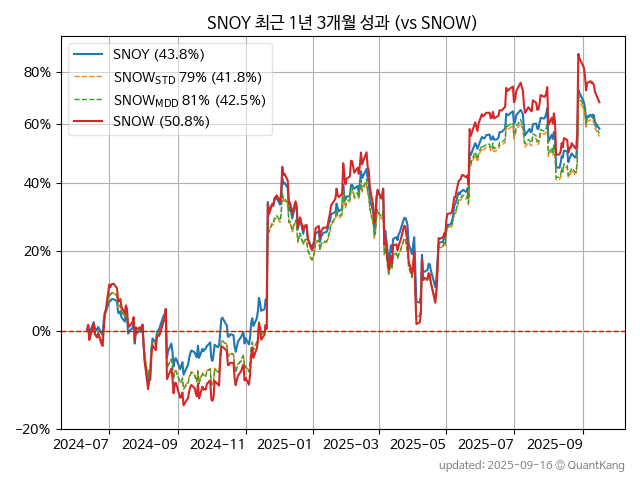 SNOY 최근 1년 3개월 성과 (vs SNOW)
SNOY (43.8%)
SNOW_STD 79% (41.8%)
SNOW_MDD 81% (42.5%)
SNOW (50.8%)
80%
60%
40%
20%
0%
−20%
2024-07 2024-09 2024-11 2025-01 2025-03 2025-05 2025-07 2025-09
updated: 2025-09-16 © QuantKang